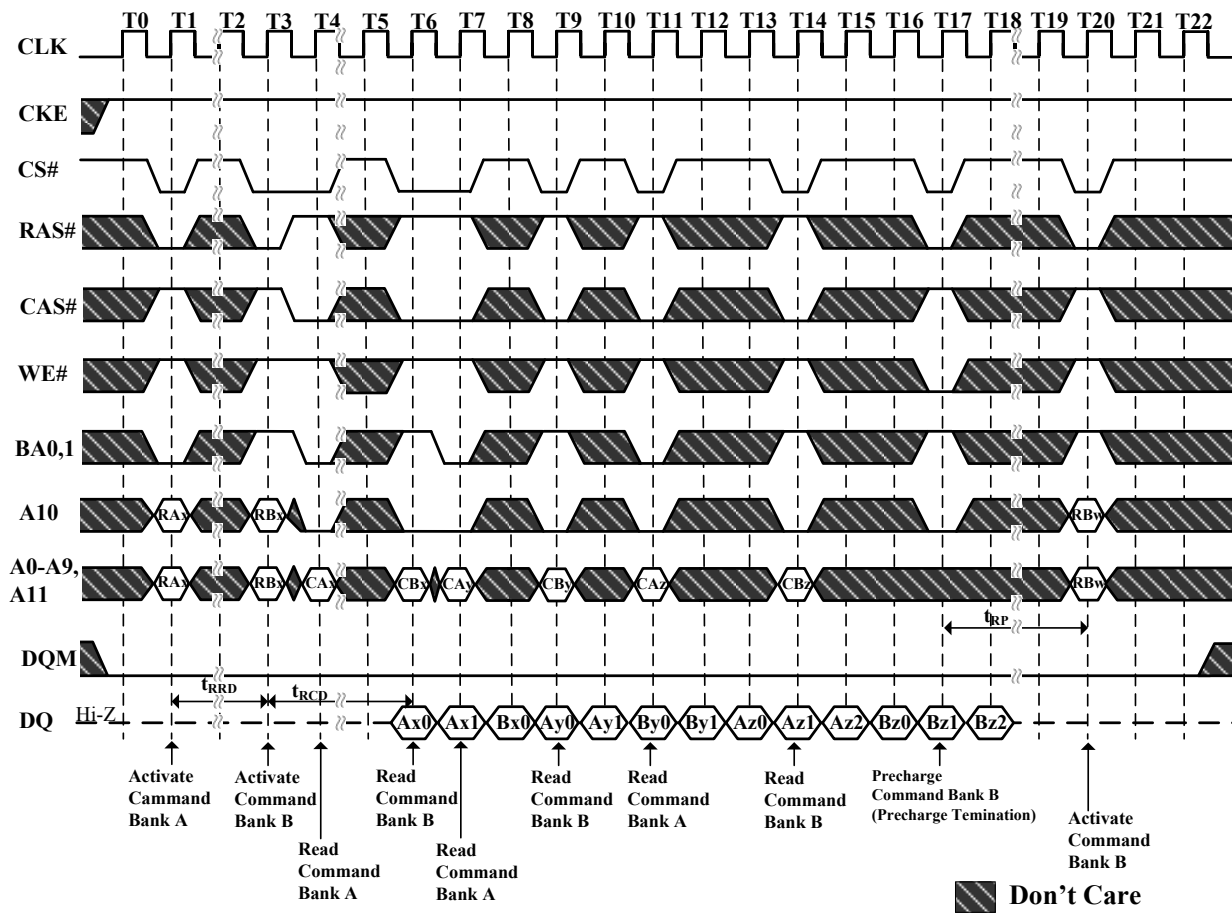 T0 T1 T2 T3 T4 T5 T6 T7 T8 T9 T10 T11 T12 T13 T14 T15 T16 T17 T18 T19 T20 T21 T22
CLK
CKE
CS#
RAS#
CAS#
WE#
BA0,1
A10 RAx RBx RBw
A0-A9,
A11 RAx RBx CAx CBx CAy CBy CAz CBz RBw
tRP
DQM
tRRD tRCD
DQ Hi-Z Ax0 Ax1 Bx0 Ay0 Ay1 By0 By1 Az0 Az1 Az2 Bz0 Bz1 Bz2
Activate
Cammand
Bank A
Activate
Command
Bank B
Read
Command
Bank A
Read
Command
Bank B
Read
Command
Bank A
Read
Command
Bank B
Read
Command
Bank A
Read
Command
Bank B
Precharge
Command Bank B
(Precharge Temination)
Activate
Command
Bank B
Don't Care